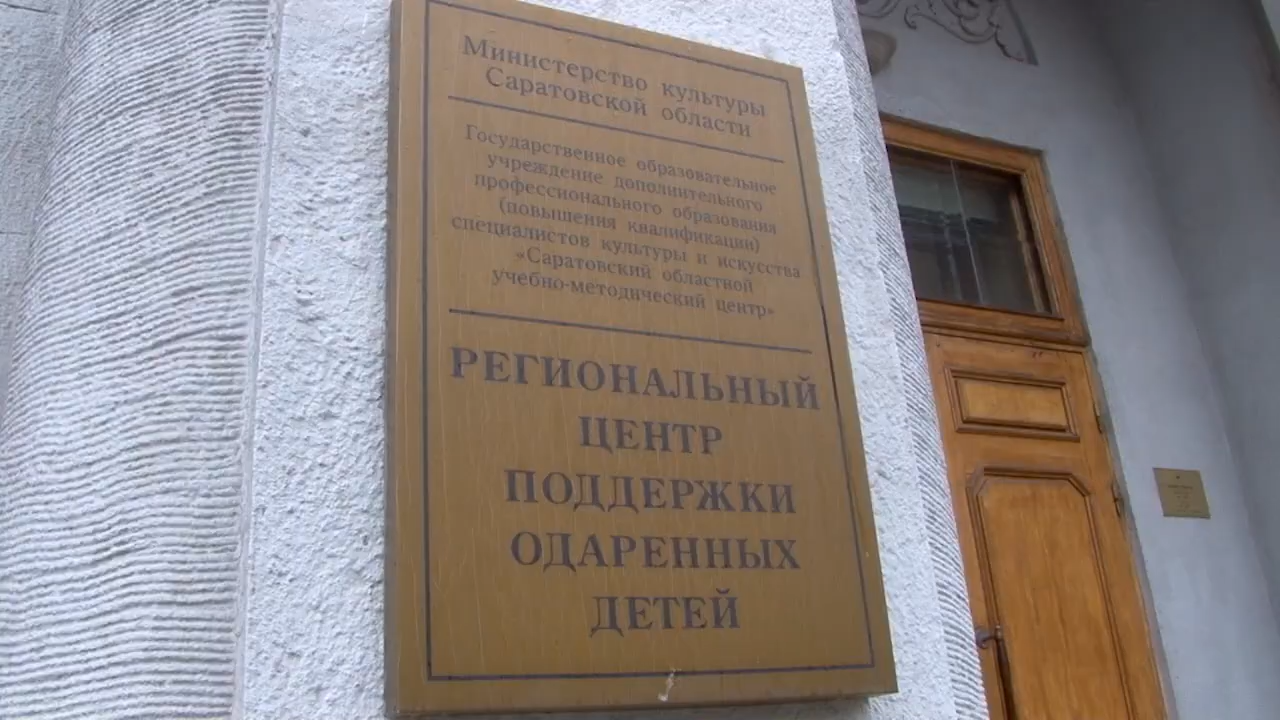 Министерство культуры
Саратовской области
Государственное образовательное
учреждение дополнительного
профессионального образования
(повышения квалификации)
специалистов культуры и искусства
«Саратовский областной
учебно-методический центр»
РЕГИОНАЛЬНЫЙ
ЦЕНТР
ПОДДЕРЖКИ
ОДАРЕННЫХ
ДЕТЕЙ